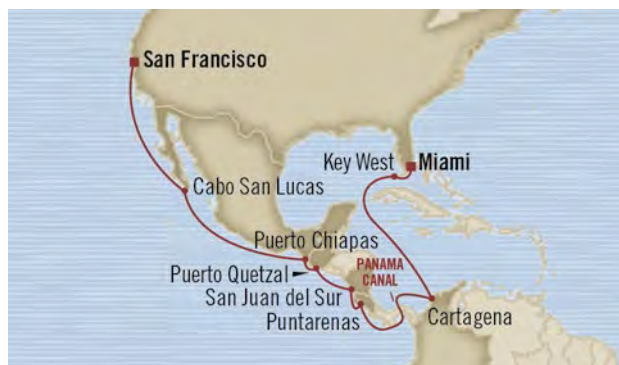 San Francisco
Key West
Miami
Cabo San Lucas
Puerto Chiapas
PANAMA
CANAL
Puerto Quetzal
San Juan del Sur
Puntarenas
Cartagena